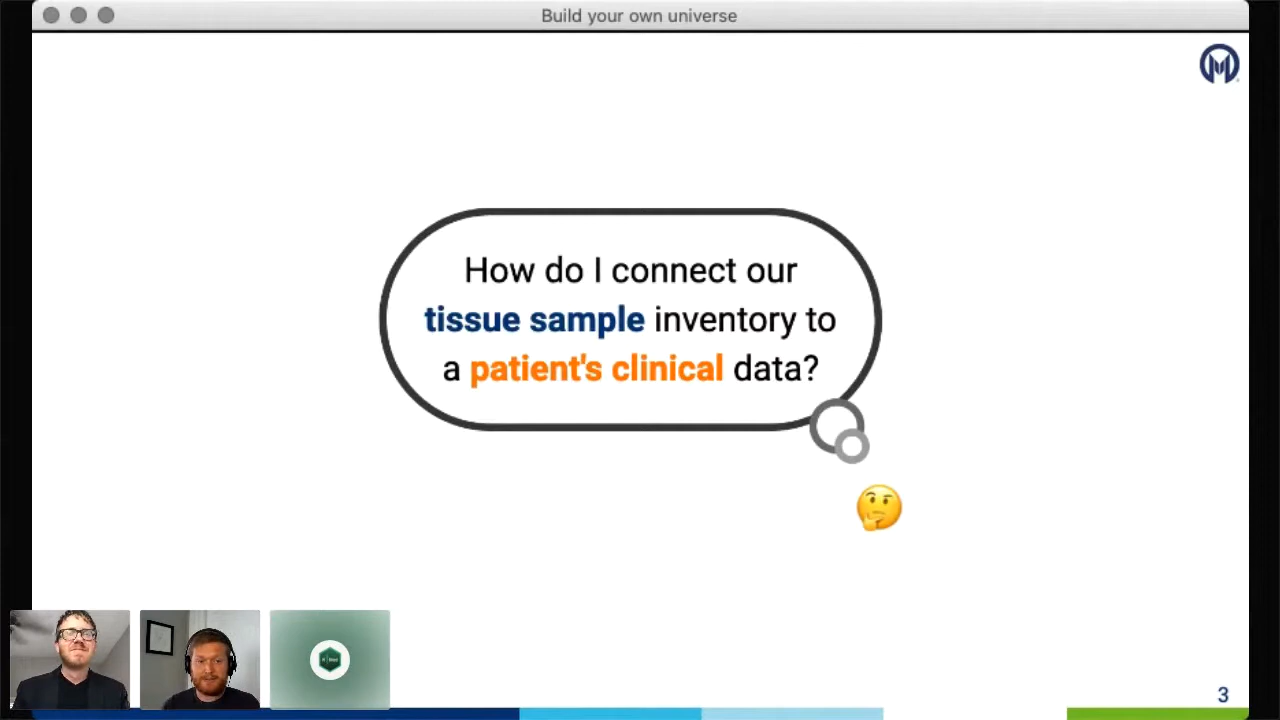 Build your own universe
How do I connect our
tissue sample inventory to
a patient's clinical data?
3